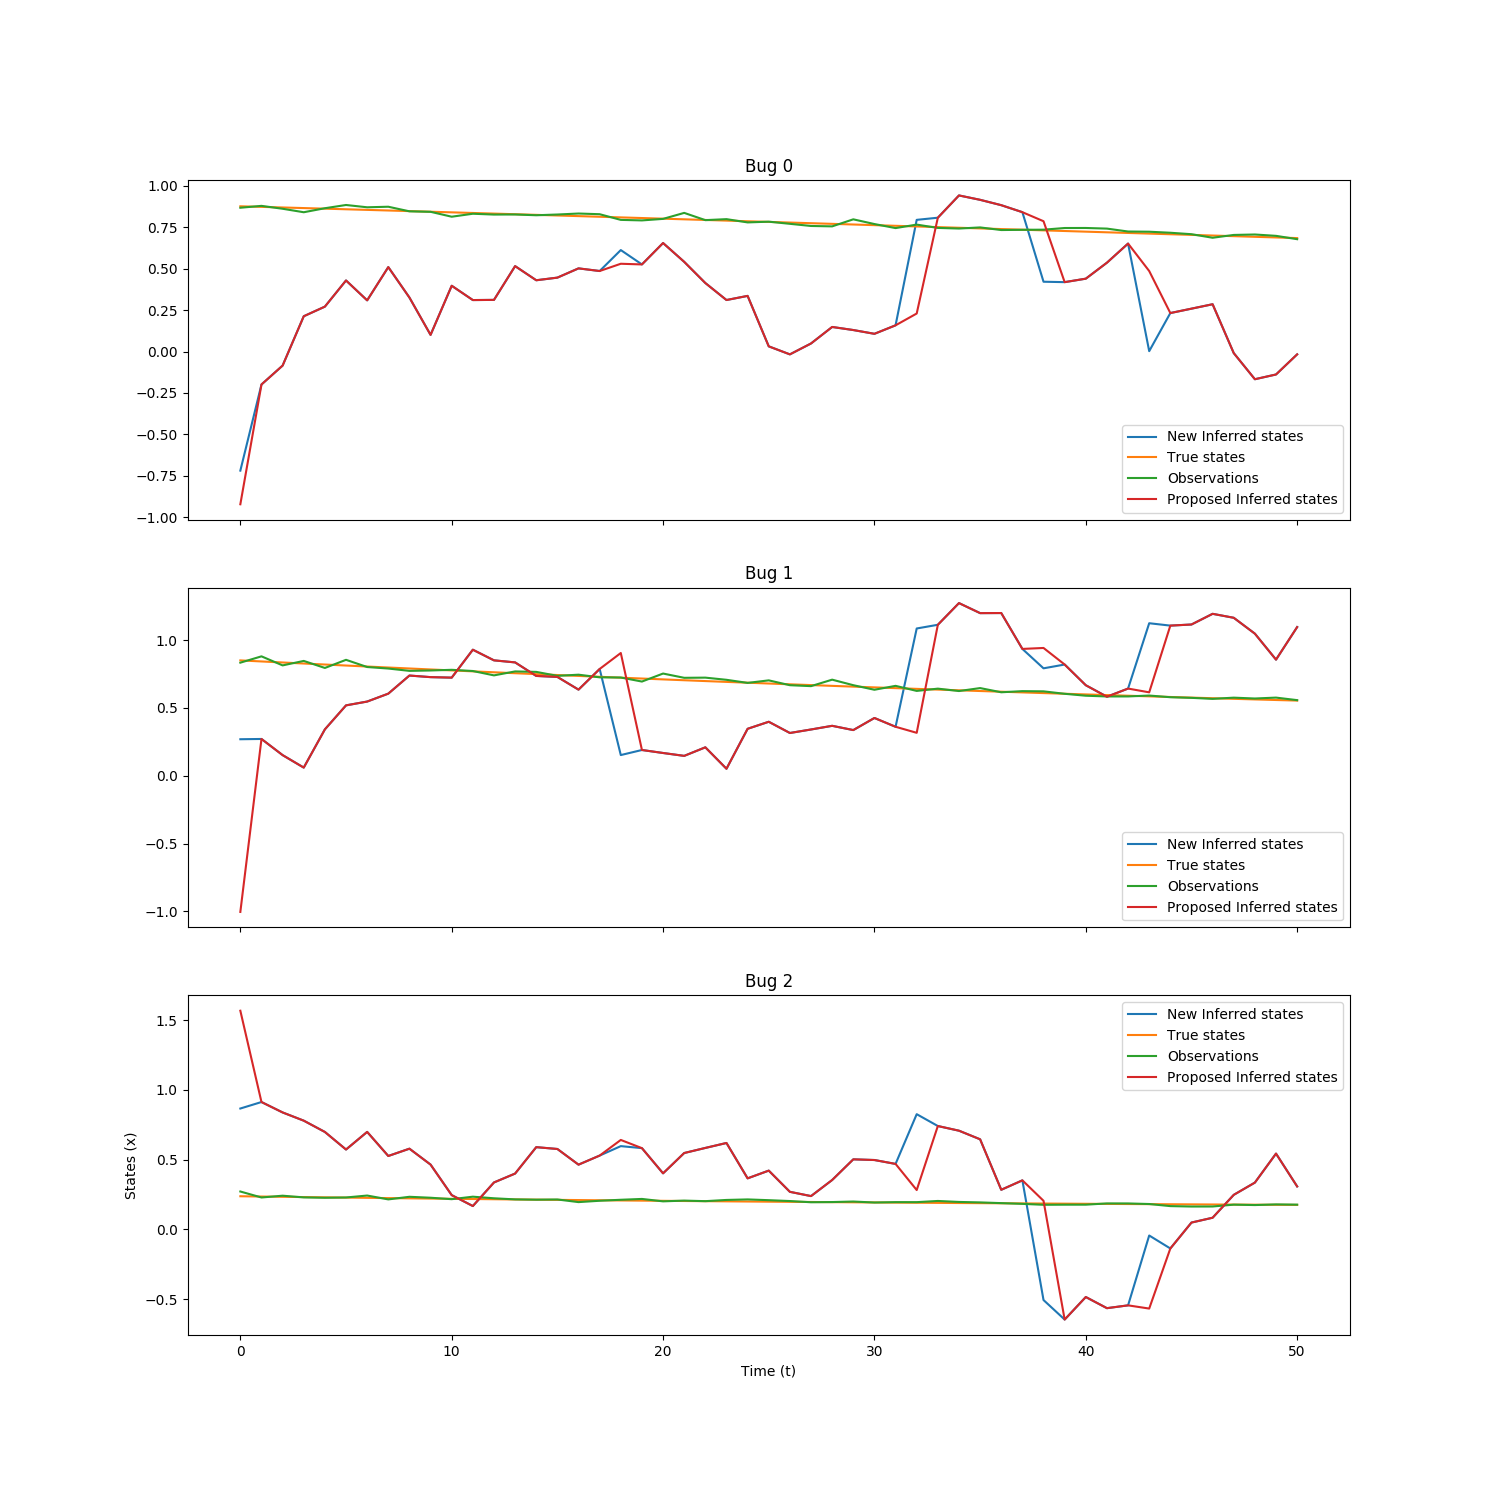 Bug 0
1.00
0.75
0.50
0.25
0.00
−0.25
−0.50
−0.75
−1.00
New Inferred states
True states
Observations
Proposed Inferred states
Bug 1
1.0
0.5
0.0
−0.5
−1.0
New Inferred states
True states
Observations
Proposed Inferred states
Bug 2
1.5
1.0
0.5
0.0
−0.5
States (x)
New Inferred states
True states
Observations
Proposed Inferred states
0 10 20 30 40 50
Time (t)